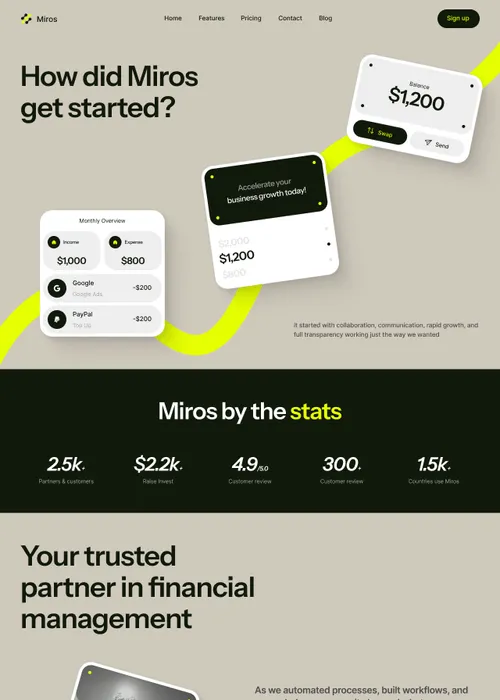 Miros
Home
Features
Pricing
Contact
Blog
Sign up
How did Miros
get started?
Balance
$1,200
Swap
Send
Accelerate your
business growth today!
$2,000
$1,200
$800
Monthly Overview
Income
Expense
$1,000
$800
Google
Google Ads
-$200
PayPal
Top Up
-$200
It started with collaboration, communication, rapid growth, and
full transparency working just the way we wanted
Miros by the stats
2.5k+
Partners & customers
$2.2k+
Raise Invest
4.9/5.0
Customer review
300+
Customer review
1.5k+
Countries use Miros
Your trusted
partner in financial
management
As we automated processes, built workflows, and